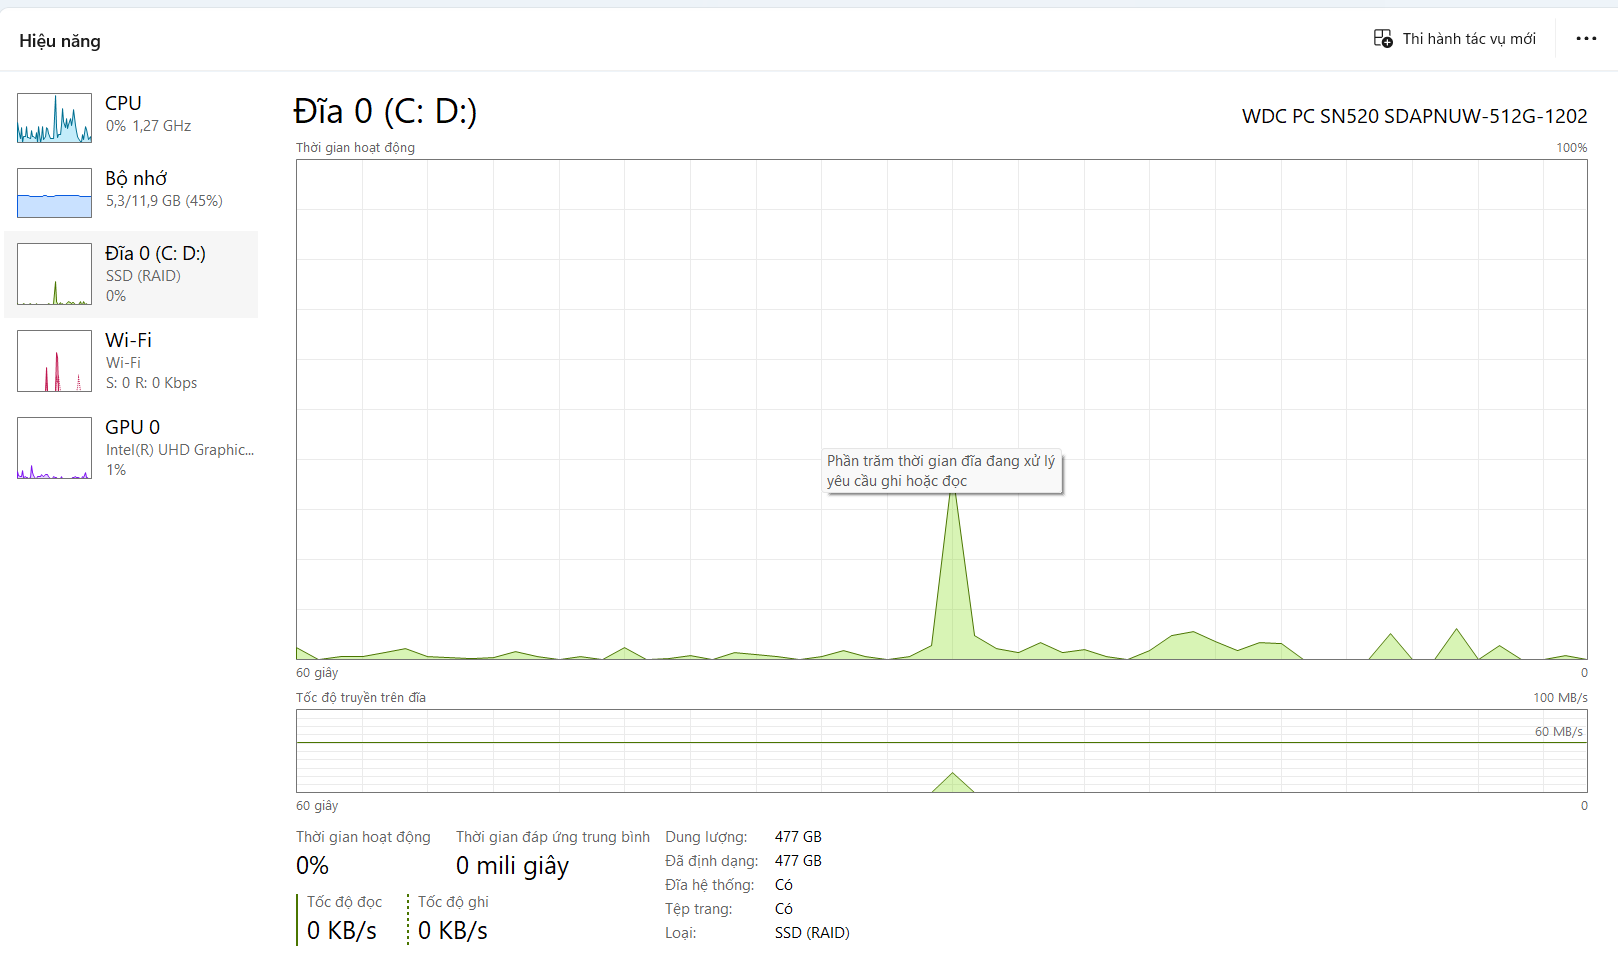 Hiệu năng
Thi hành tác vụ mới
CPU
0% 1,27 GHz
Bộ nhớ
5,3/11,9 GB (45%)
Đĩa 0 (C: D:)
SSD (RAID)
0%
Wi-Fi
Wi-Fi
S: 0 R: 0 Kbps
GPU 0
Intel(R) UHD Graphic...
1%
Đĩa 0 (C: D:)
WDC PC SN520 SDAPNUW-512G-1202
Thời gian hoạt động
100%
Phần trăm thời gian đĩa đang xử lý
yêu cầu ghi hoặc đọc
60 giây
0
Tốc độ truyền trên đĩa
100 MB/s
60 MB/s
60 giây
0
Thời gian hoạt động
0%
Thời gian đáp ứng trung bình
0 mili giây
Tốc độ đọc
0 KB/s
Tốc độ ghi
0 KB/s
Dung lượng: 477 GB
Đã định dạng: 477 GB
Đĩa hệ thống: Có
Tệp trang: Có
Loại: SSD (RAID)